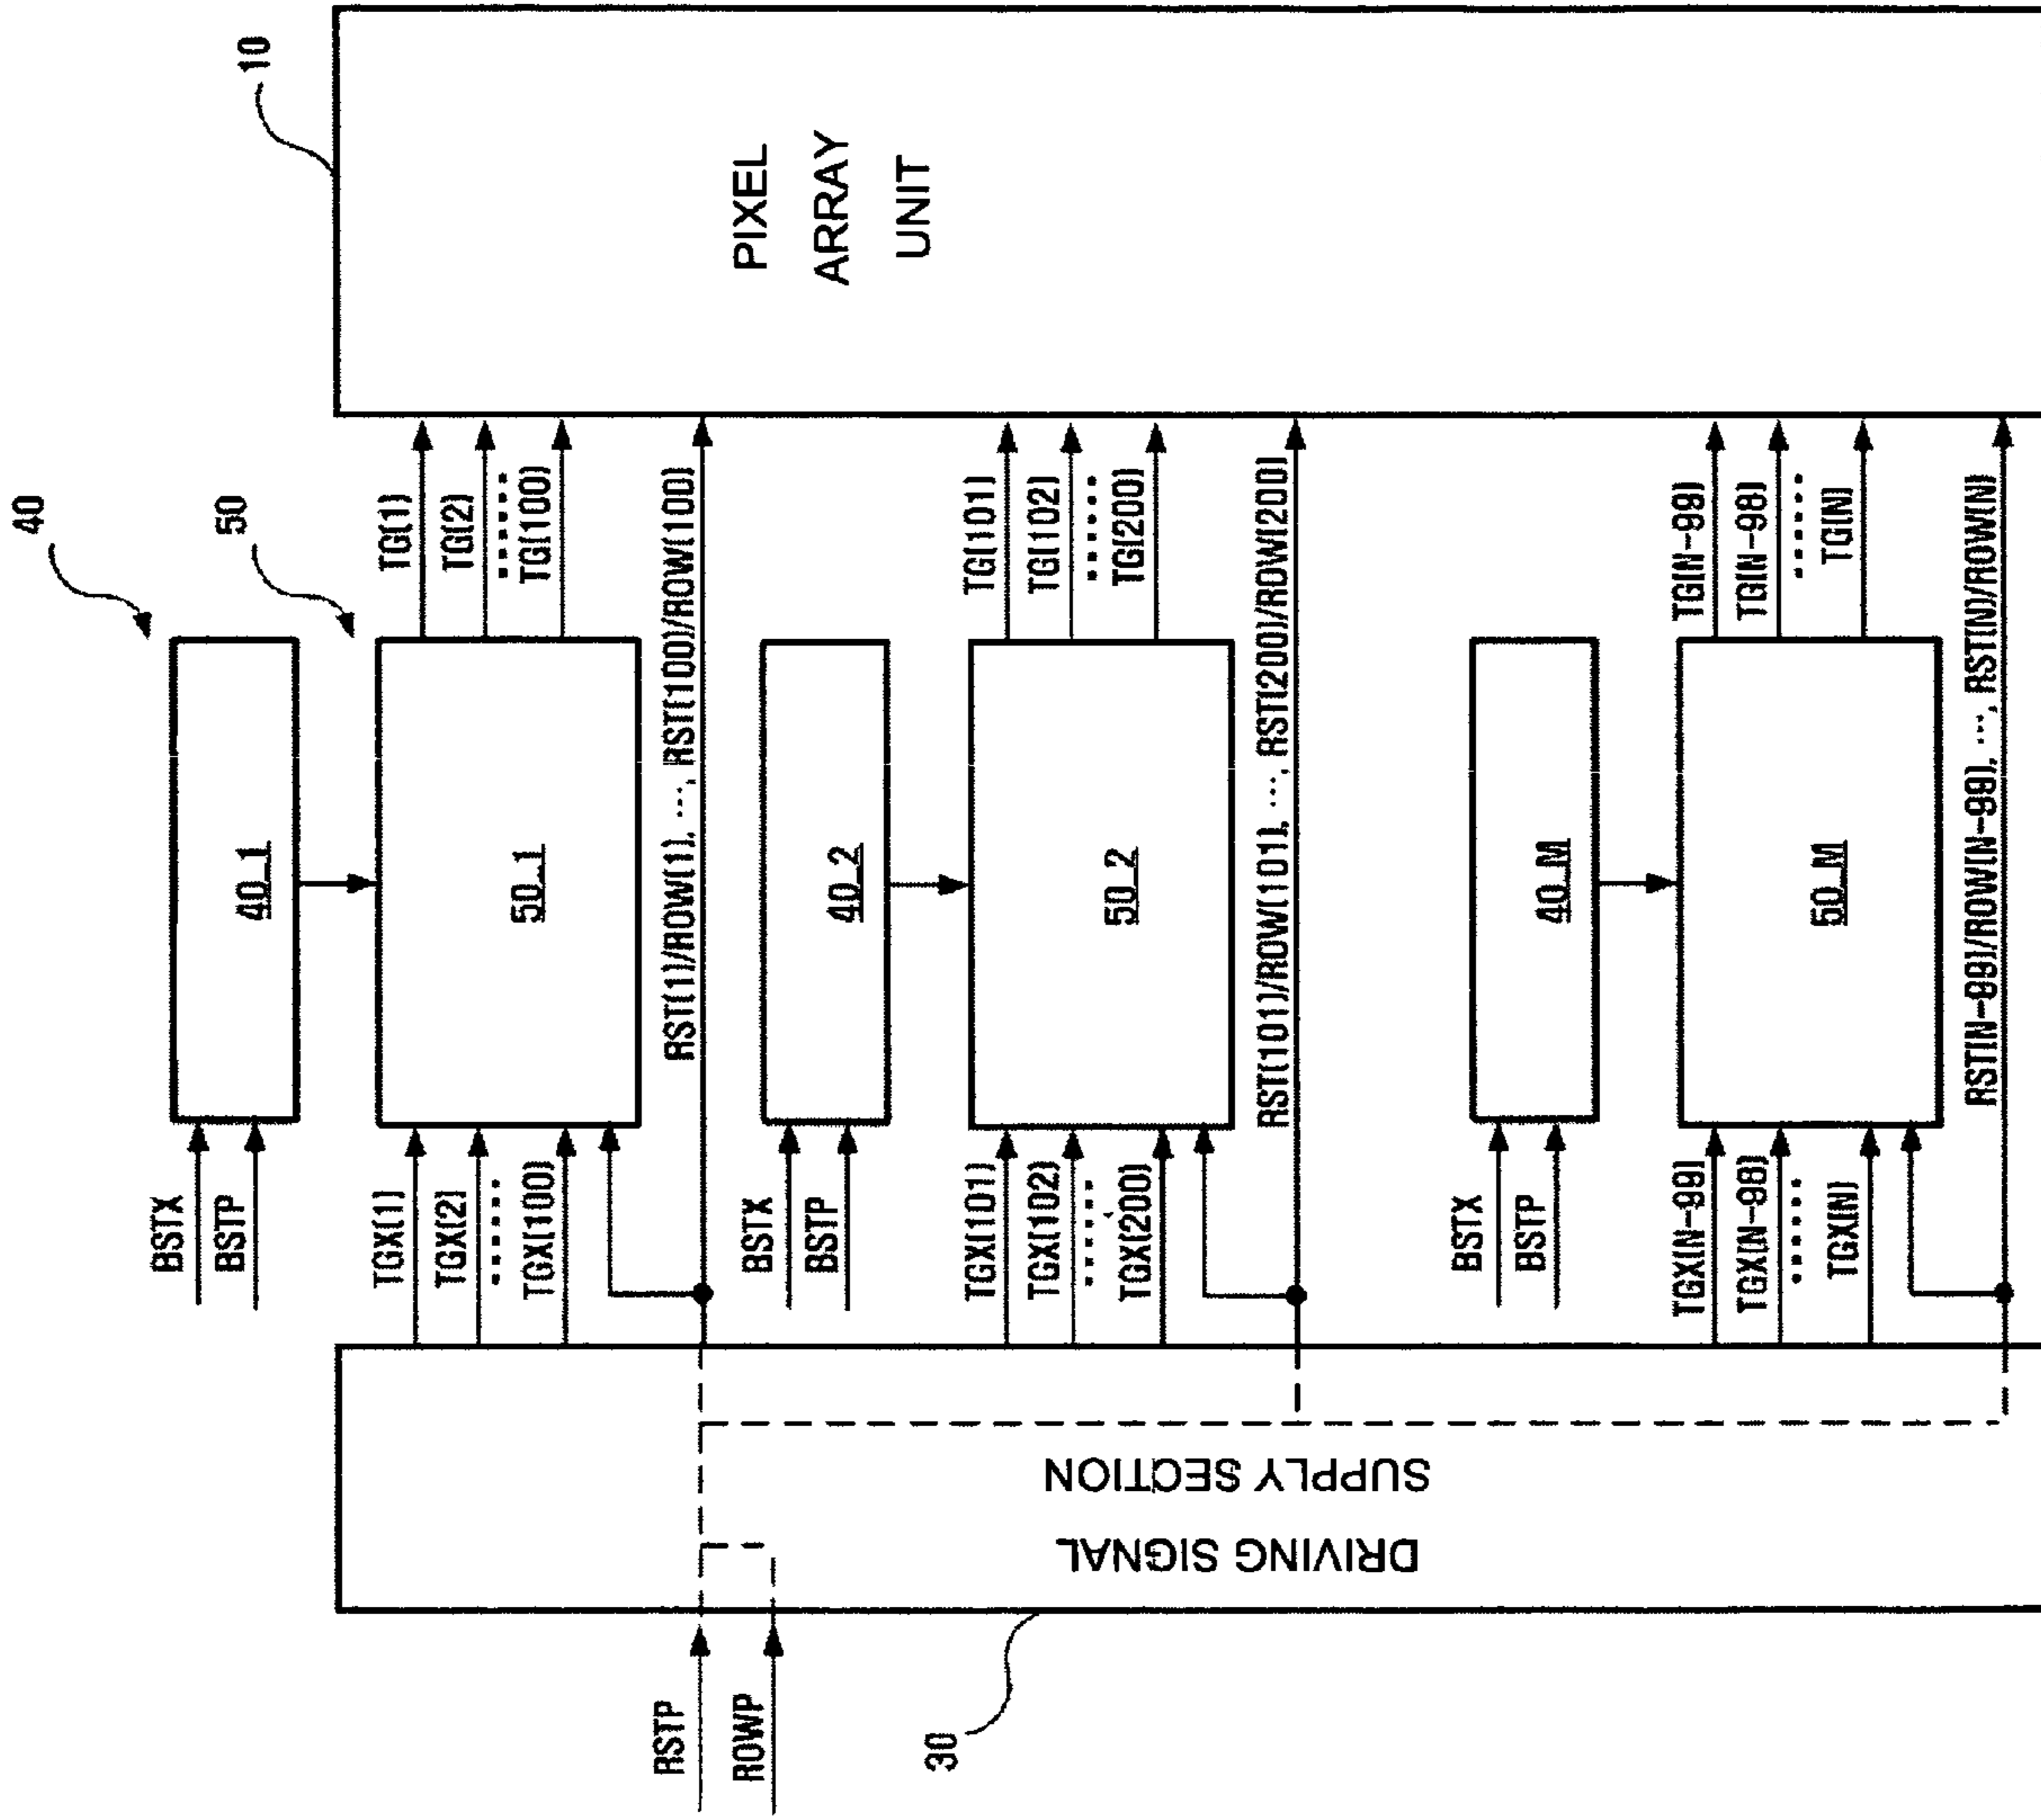 40
10
50
BSTX
BSTP
40_1
TGX(1)
TGX(2)
TGX(100)
50_1
TG(1)
TG(2)
TG(100)
RST(1)/ROW(1), ···, RST(100)/ROW(100)
RSTP
ROWP
30
DRIVING SIGNAL
SUPPLY SECTION
PIXEL
ARRAY
UNIT
BSTX
BSTP
40_2
TGX(101)
TGX(102)
TGX(200)
50_2
TG(101)
TG(102)
TG(200)
RST(101)/ROW(101), ···, RST(200)/ROW(200)
BSTX
BSTP
40_M
TGX(N-99)
TGX(N-98)
TGX(N)
50_M
TG(N-99)
TG(N-98)
TG(N)
RST(N-99)/ROW(N-99), ···, RST(N)/ROW(N)